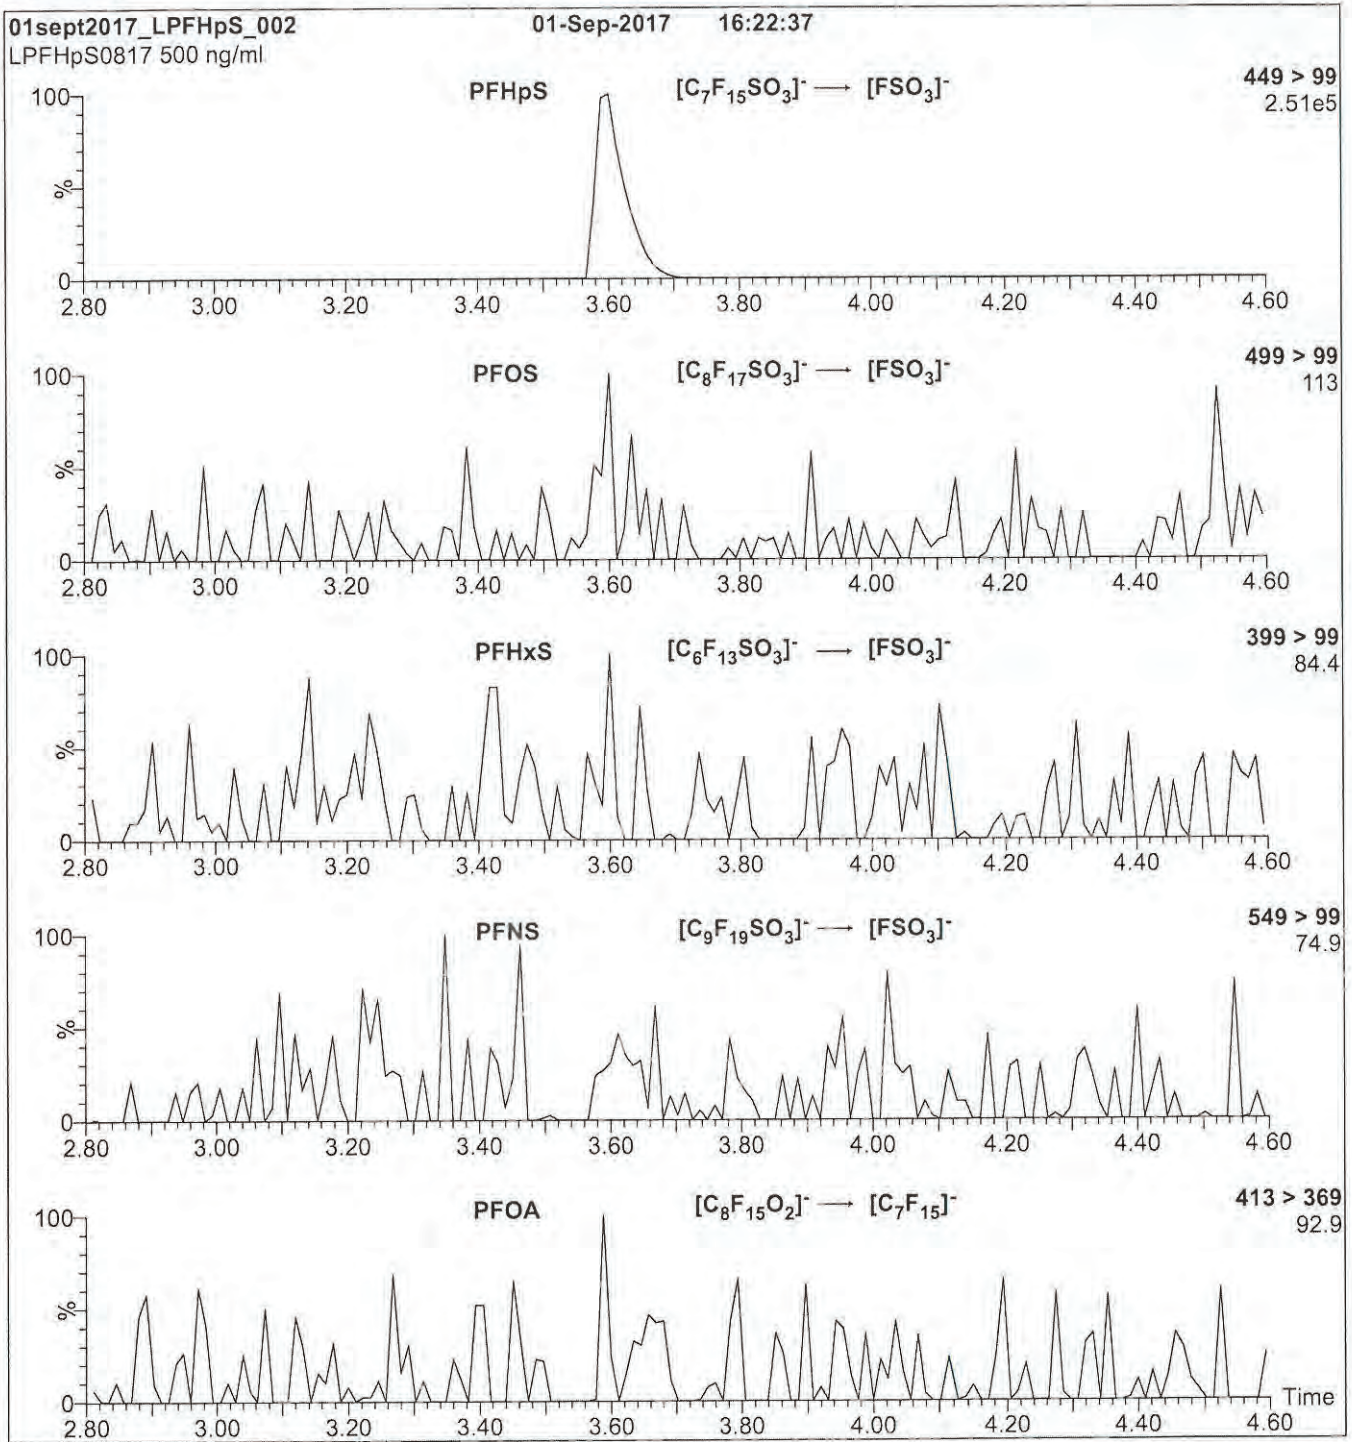 01sept2017_LPFHpS_002 01-Sep-2017 16:22:37
LPFHpS0817 500 ng/ml
PFHpS [C₇F₁₅SO₃]⁻ → [FSO₃]⁻ 449 > 99
2.51e5
100
%
0
2.80 3.00 3.20 3.40 3.60 3.80 4.00 4.20 4.40 4.60
PFOS [C₈F₁₇SO₃]⁻ → [FSO₃]⁻ 499 > 99
113
100
%
0
2.80 3.00 3.20 3.40 3.60 3.80 4.00 4.20 4.40 4.60
PFHxS [C₆F₁₃SO₃]⁻ → [FSO₃]⁻ 399 > 99
84.4
100
%
0
2.80 3.00 3.20 3.40 3.60 3.80 4.00 4.20 4.40 4.60
PFNS [C₉F₁₉SO₃]⁻ → [FSO₃]⁻ 549 > 99
74.9
100
%
0
2.80 3.00 3.20 3.40 3.60 3.80 4.00 4.20 4.40 4.60
PFOA [C₈F₁₅O₂]⁻ → [C₇F₁₅]⁻ 413 > 369
92.9
100
%
0 Time
2.80 3.00 3.20 3.40 3.60 3.80 4.00 4.20 4.40 4.60